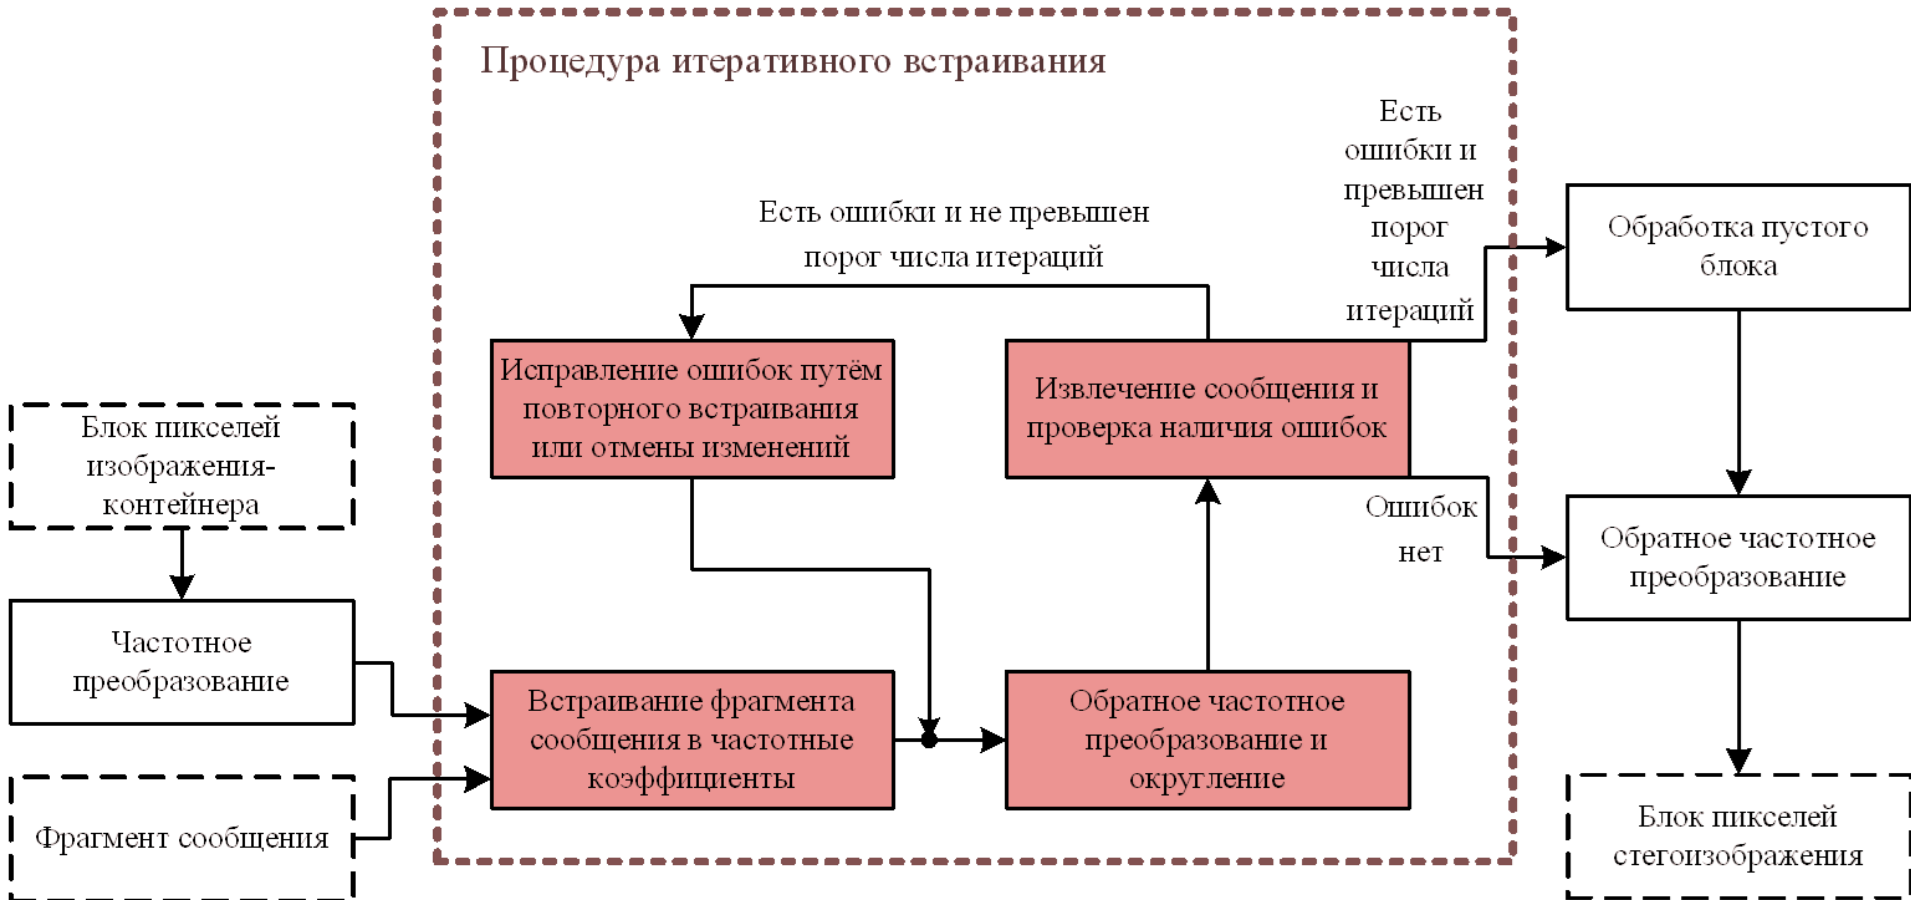 Процедура итеративного встраивания
Есть
ошибки и
превышен
порог
числа
итераций
Есть ошибки и не превышен
порог числа итераций
Обработка пустого
блока
Исправление ошибок путём
повторного встраивания
или отмены изменений
Извлечение сообщения и
проверка наличия ошибок
Блок пикселей
изображения-
контейнера
Ошибок
нет
Обратное частотное
преобразование
Частотное
преобразование
Встраивание фрагмента
сообщения в частотные
коэффициенты
Обратное частотное
преобразование и
округление
Фрагмент сообщения
Блок пикселей
стегоизображения